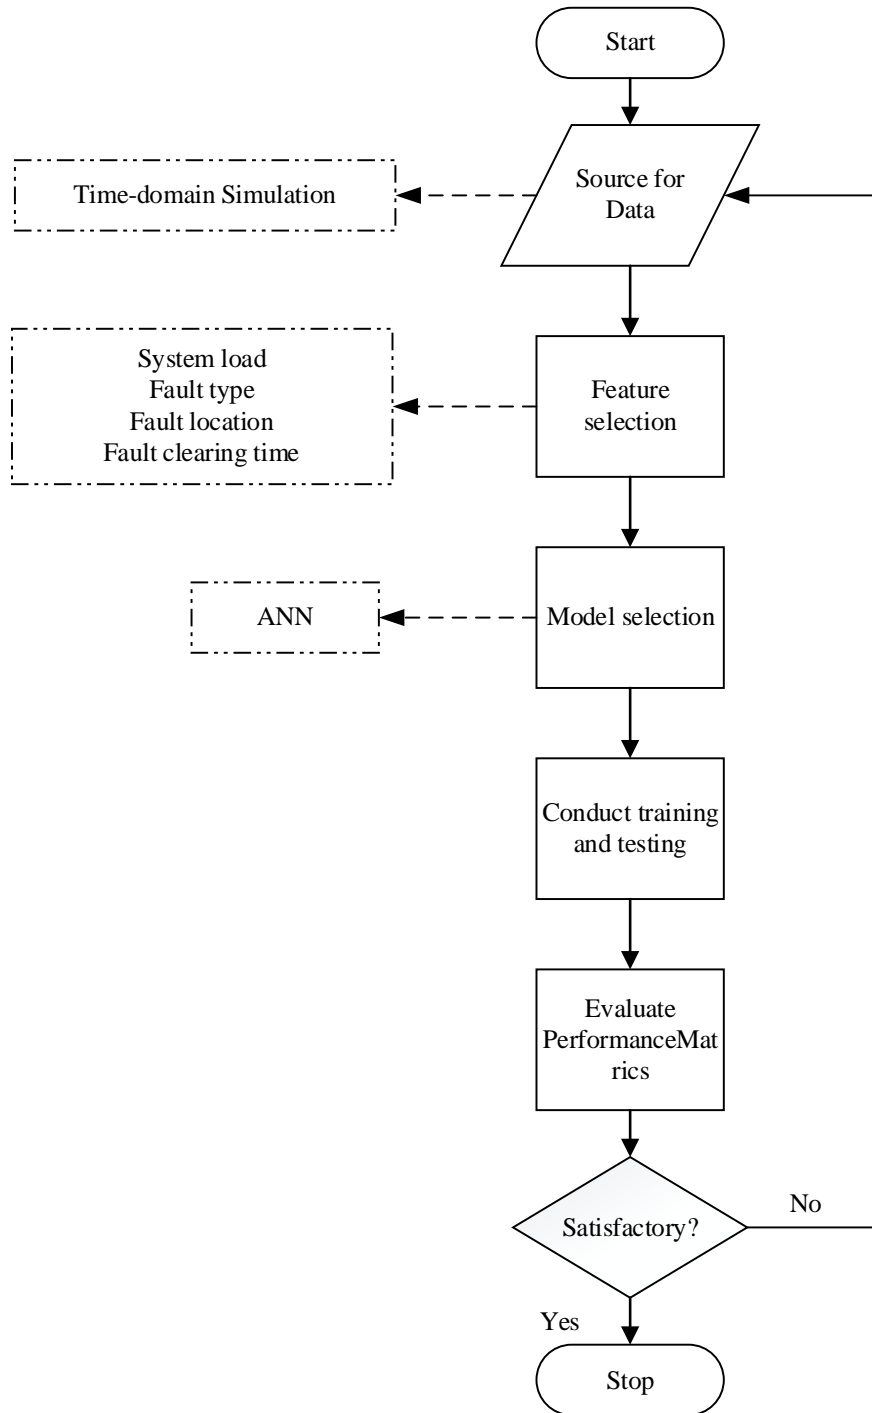 Start
Time-domain Simulation
Source for
Data
System load
Fault type
Fault location
Fault clearing time
Feature
selection
ANN
Model selection
Conduct training
and testing
Evaluate
PerformanceMat
rics
Satisfactory?
No
Yes
Stop